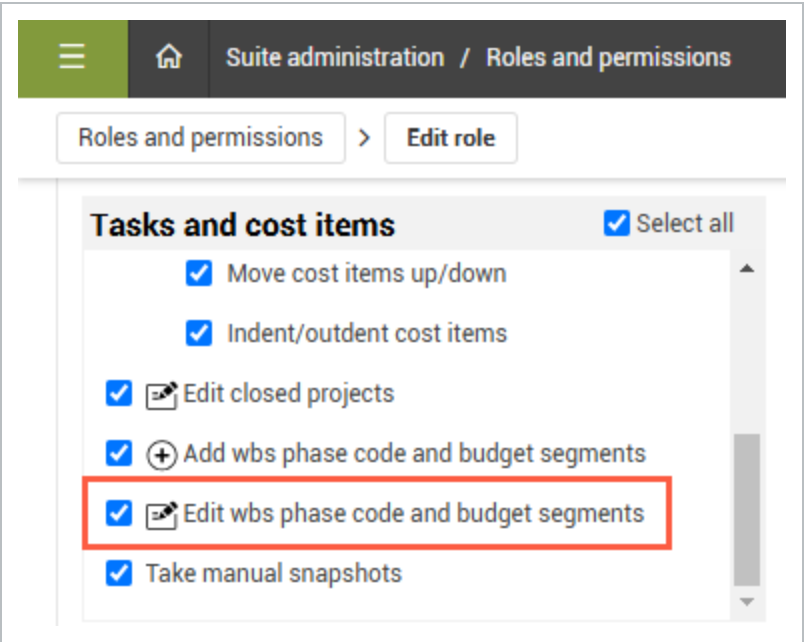 Suite administration / Roles and permissions
Roles and permissions > Edit role
Tasks and cost items Select all
Move cost items up/down
Indent/outdent cost items
Edit closed projects
Add wbs phase code and budget segments
Edit wbs phase code and budget segments
Take manual snapshots